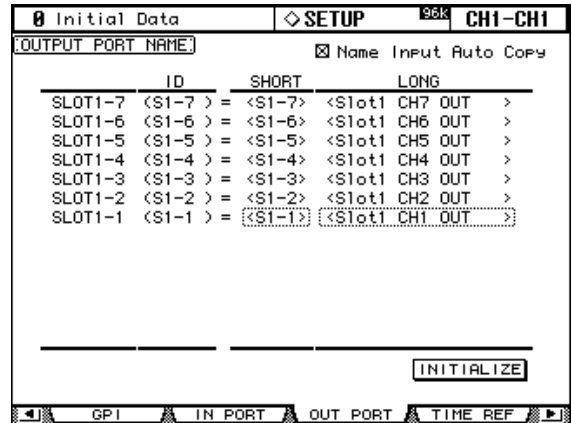 0 Initial Data ◇SETUP 96k CH1-CH1
OUTPUT PORT NAME ☒ Name Input Auto Copy
ID SHORT LONG
SLOT1-7 (S1-7 ) = <S1-7> <Slot1 CH7 OUT >
SLOT1-6 (S1-6 ) = <S1-6> <Slot1 CH6 OUT >
SLOT1-5 (S1-5 ) = <S1-5> <Slot1 CH5 OUT >
SLOT1-4 (S1-4 ) = <S1-4> <Slot1 CH4 OUT >
SLOT1-3 (S1-3 ) = <S1-3> <Slot1 CH3 OUT >
SLOT1-2 (S1-2 ) = <S1-2> <Slot1 CH2 OUT >
SLOT1-1 (S1-1 ) = <S1-1> <Slot1 CH1 OUT >
INITIALIZE
GPI IN PORT OUT PORT TIME REF